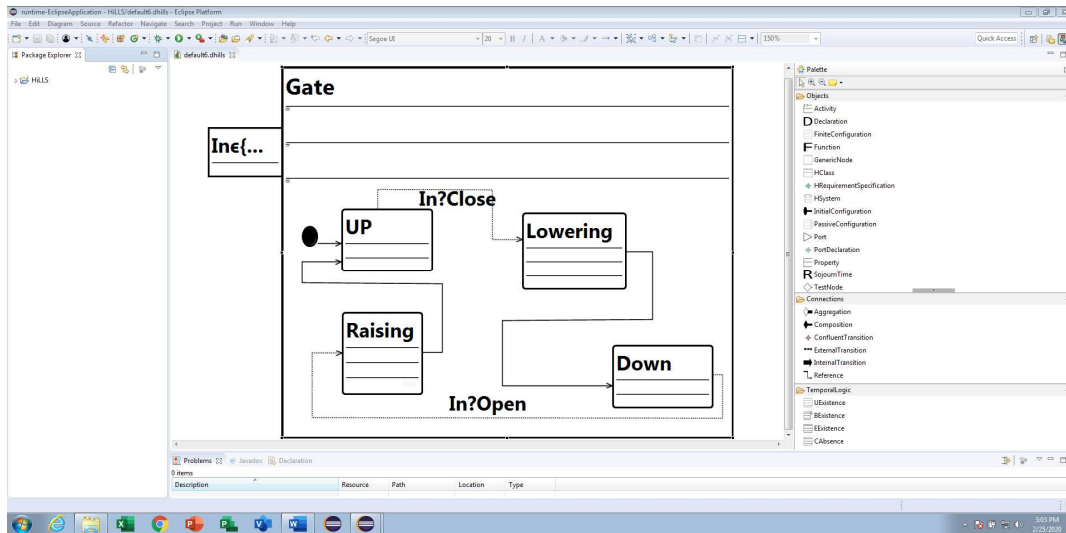 runtime-EclipseApplication - HiLLS/default6.dhills - Eclipse Platform
File Edit Diagram Source Refactor Navigate Search Project Run Window Help
Segoe UI
20
B I A
150%
Quick Access
Package Explorer
default6.dhills
HiLLS
Gate
Inϵ{...
In?Close
UP
Lowering
Raising
Down
In?Open
Palette
Objects
Activity
Declaration
FiniteConfiguration
Function
GenericNode
HClass
HRequirementSpecification
HSystem
InitialConfiguration
PassiveConfiguration
Port
PortDeclaration
Property
SojournTime
TestNode
Connections
Aggregation
Composition
ConfluentTransition
ExternalTransition
InternalTransition
Reference
TemporalLogic
UExistence
BExistence
EExistence
CAbsence
Problems Javadoc Declaration
0 items
Description Resource Path Location Type
3:03 PM
2/25/2020